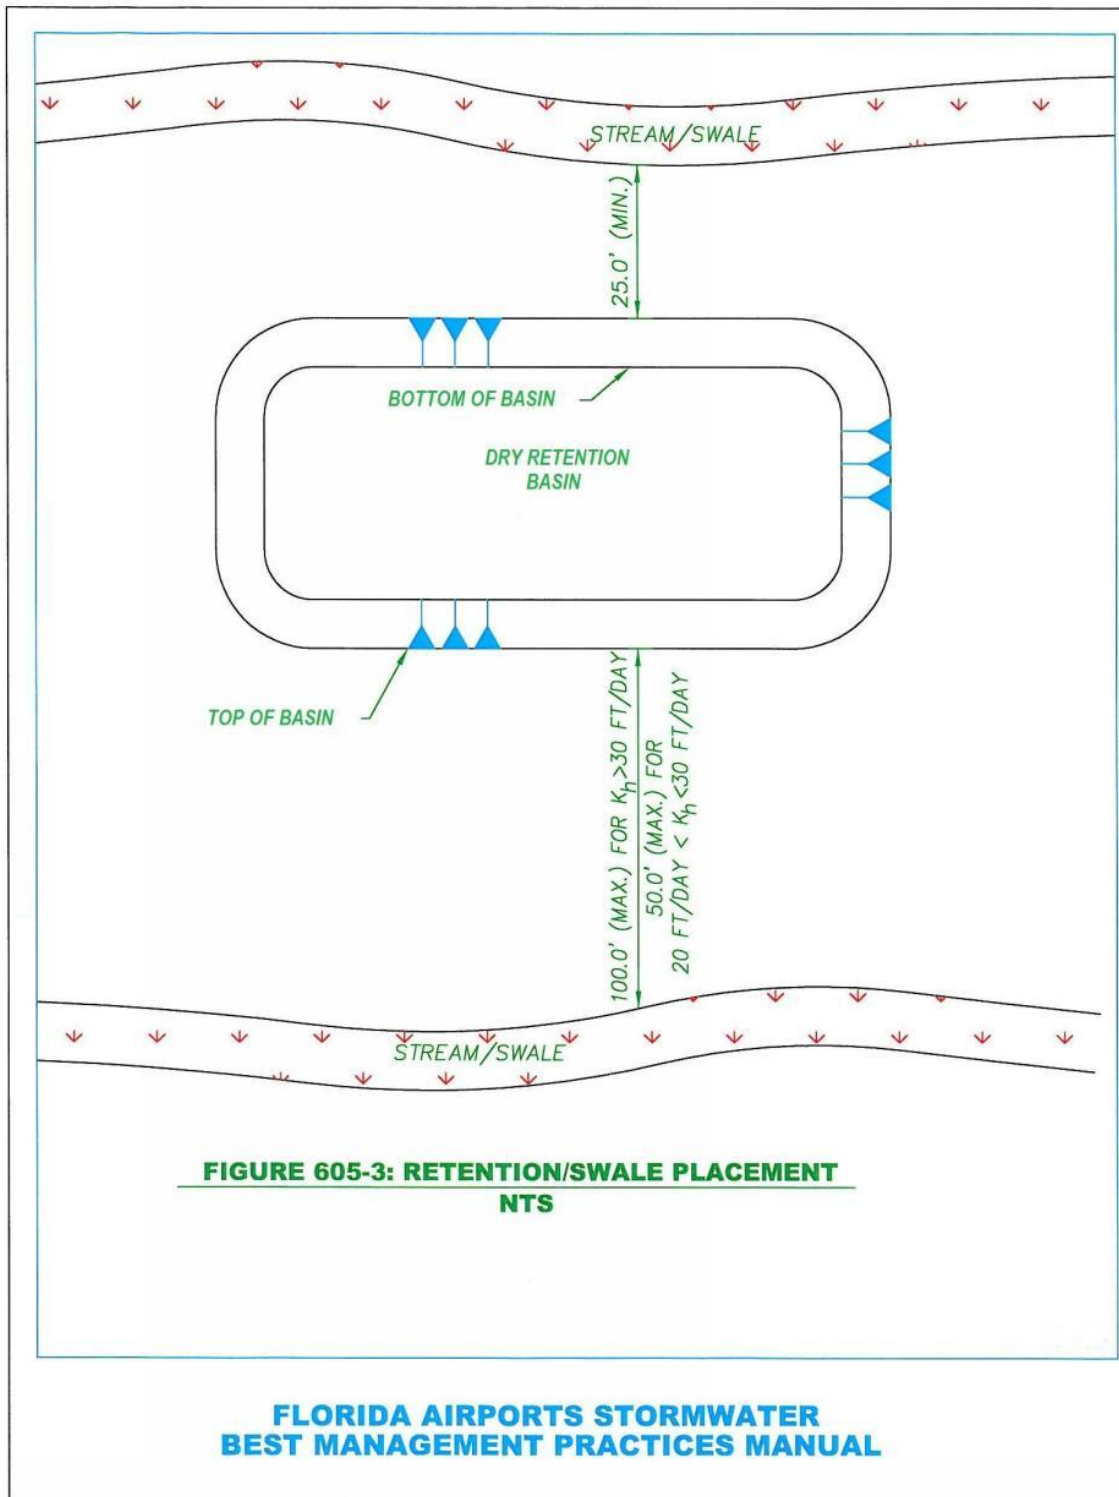 STREAM/SWALE
25.0' (MIN.)
BOTTOM OF BASIN
DRY RETENTION
BASIN
TOP OF BASIN
100.0' (MAX.) FOR Kh>30 FT/DAY
50.0' (MAX.) FOR
20 FT/DAY < Kh <30 FT/DAY
STREAM/SWALE
FIGURE 605-3: RETENTION/SWALE PLACEMENT
NTS
FLORIDA AIRPORTS STORMWATER
BEST MANAGEMENT PRACTICES MANUAL